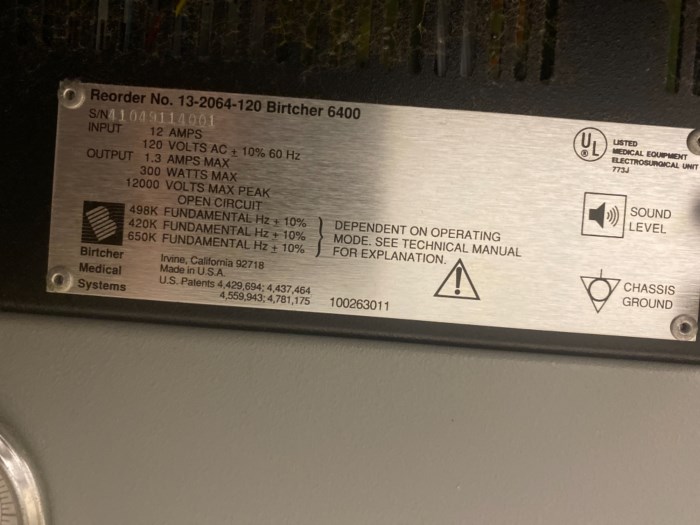 Reorder No. 13-2064-120 Birtcher 6400
S/N 41049114001
INPUT 12 AMPS
120 VOLTS AC ± 10% 60 Hz
OUTPUT 1.3 AMPS MAX
300 WATTS MAX
12000 VOLTS MAX PEAK
OPEN CIRCUIT
498K FUNDAMENTAL Hz ± 10%
420K FUNDAMENTAL Hz ± 10%
650K FUNDAMENTAL Hz ± 10%
DEPENDENT ON OPERATING
MODE. SEE TECHNICAL MANUAL
FOR EXPLANATION.
Birtcher
Medical
Systems
Irvine, California 92718
Made in U.S.A.
U.S. Patents 4,429,694; 4,437,464
4,559,943; 4,781,175
100263011
UL
®
LISTED
MEDICAL EQUIPMENT
ELECTROSURGICAL UNIT
773J
SOUND
LEVEL
CHASSIS
GROUND